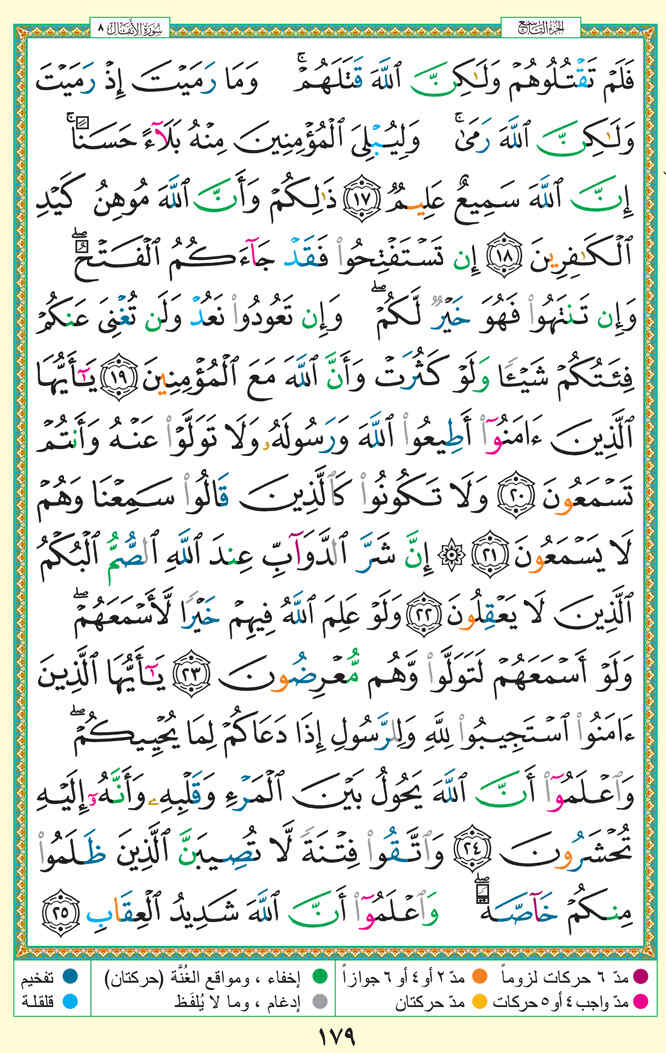 الجزء التاسع
سورة الأنفال ٨
فَلَمْ تَقْتُلُوهُمْ وَلَـٰكِنَّ ٱللَّهَ قَتَلَهُمْ ۚ وَمَا رَمَيْتَ إِذْ رَمَيْتَ
وَلَـٰكِنَّ ٱللَّهَ رَمَىٰ ۚ وَلِيُبْلِىَ ٱلْمُؤْمِنِينَ مِنْهُ بَلَآءً حَسَنًا ۚ
إِنَّ ٱللَّهَ سَمِيعٌ عَلِيمٌ ١٧ ذَٰلِكُمْ وَأَنَّ ٱللَّهَ مُوهِنُ كَيْدِ
ٱلْكَـٰفِرِينَ ١٨ إِن تَسْتَفْتِحُوا۟ فَقَدْ جَآءَكُمُ ٱلْفَتْحُ ۖ
وَإِن تَنتَهُوا۟ فَهُوَ خَيْرٌ لَّكُمْ ۖ وَإِن تَعُودُوا۟ نَعُدْ وَلَن تُغْنِىَ عَنكُمْ
فِئَتُكُمْ شَيْـًٔا وَلَوْ كَثُرَتْ وَأَنَّ ٱللَّهَ مَعَ ٱلْمُؤْمِنِينَ ١٩ يَـٰٓأَيُّهَا
ٱلَّذِينَ ءَامَنُوٓا۟ أَطِيعُوا۟ ٱللَّهَ وَرَسُولَهُۥ وَلَا تَوَلَّوْا۟ عَنْهُ وَأَنتُمْ
تَسْمَعُونَ ٢٠ وَلَا تَكُونُوا۟ كَٱلَّذِينَ قَالُوا۟ سَمِعْنَا وَهُمْ
لَا يَسْمَعُونَ ٢١ ۞ إِنَّ شَرَّ ٱلدَّوَآبِّ عِندَ ٱللَّهِ ٱلصُّمُّ ٱلْبُكْمُ
ٱلَّذِينَ لَا يَعْقِلُونَ ٢٢ وَلَوْ عَلِمَ ٱللَّهُ فِيهِمْ خَيْرًا لَّأَسْمَعَهُمْ ۖ
وَلَوْ أَسْمَعَهُمْ لَتَوَلَّوا۟ وَّهُم مُّعْرِضُونَ ٢٣ يَـٰٓأَيُّهَا ٱلَّذِينَ
ءَامَنُوا۟ ٱسْتَجِيبُوا۟ لِلَّهِ وَلِلرَّسُولِ إِذَا دَعَاكُمْ لِمَا يُحْيِيكُمْ ۖ
وَٱعْلَمُوٓا۟ أَنَّ ٱللَّهَ يَحُولُ بَيْنَ ٱلْمَرْءِ وَقَلْبِهِۦ وَأَنَّهُۥٓ إِلَيْهِ
تُحْشَرُونَ ٢٤ وَٱتَّقُوا۟ فِتْنَةً لَّا تُصِيبَنَّ ٱلَّذِينَ ظَلَمُوا۟
مِنكُمْ خَآصَّةً ۖ وَٱعْلَمُوٓا۟ أَنَّ ٱللَّهَ شَدِيدُ ٱلْعِقَابِ ٢٥
مدّ ٦ حركات لزوماً مدّ ٢ أو ٤ أو ٦ جوازاً إخفاء ، ومواقع الغُنَّة (حركتان) تفخيم
مدّ واجب ٤ أو ٥ حركات مدّ حركتان إدغام ، وما لا يُلفَظ قلقلة
١٧٩